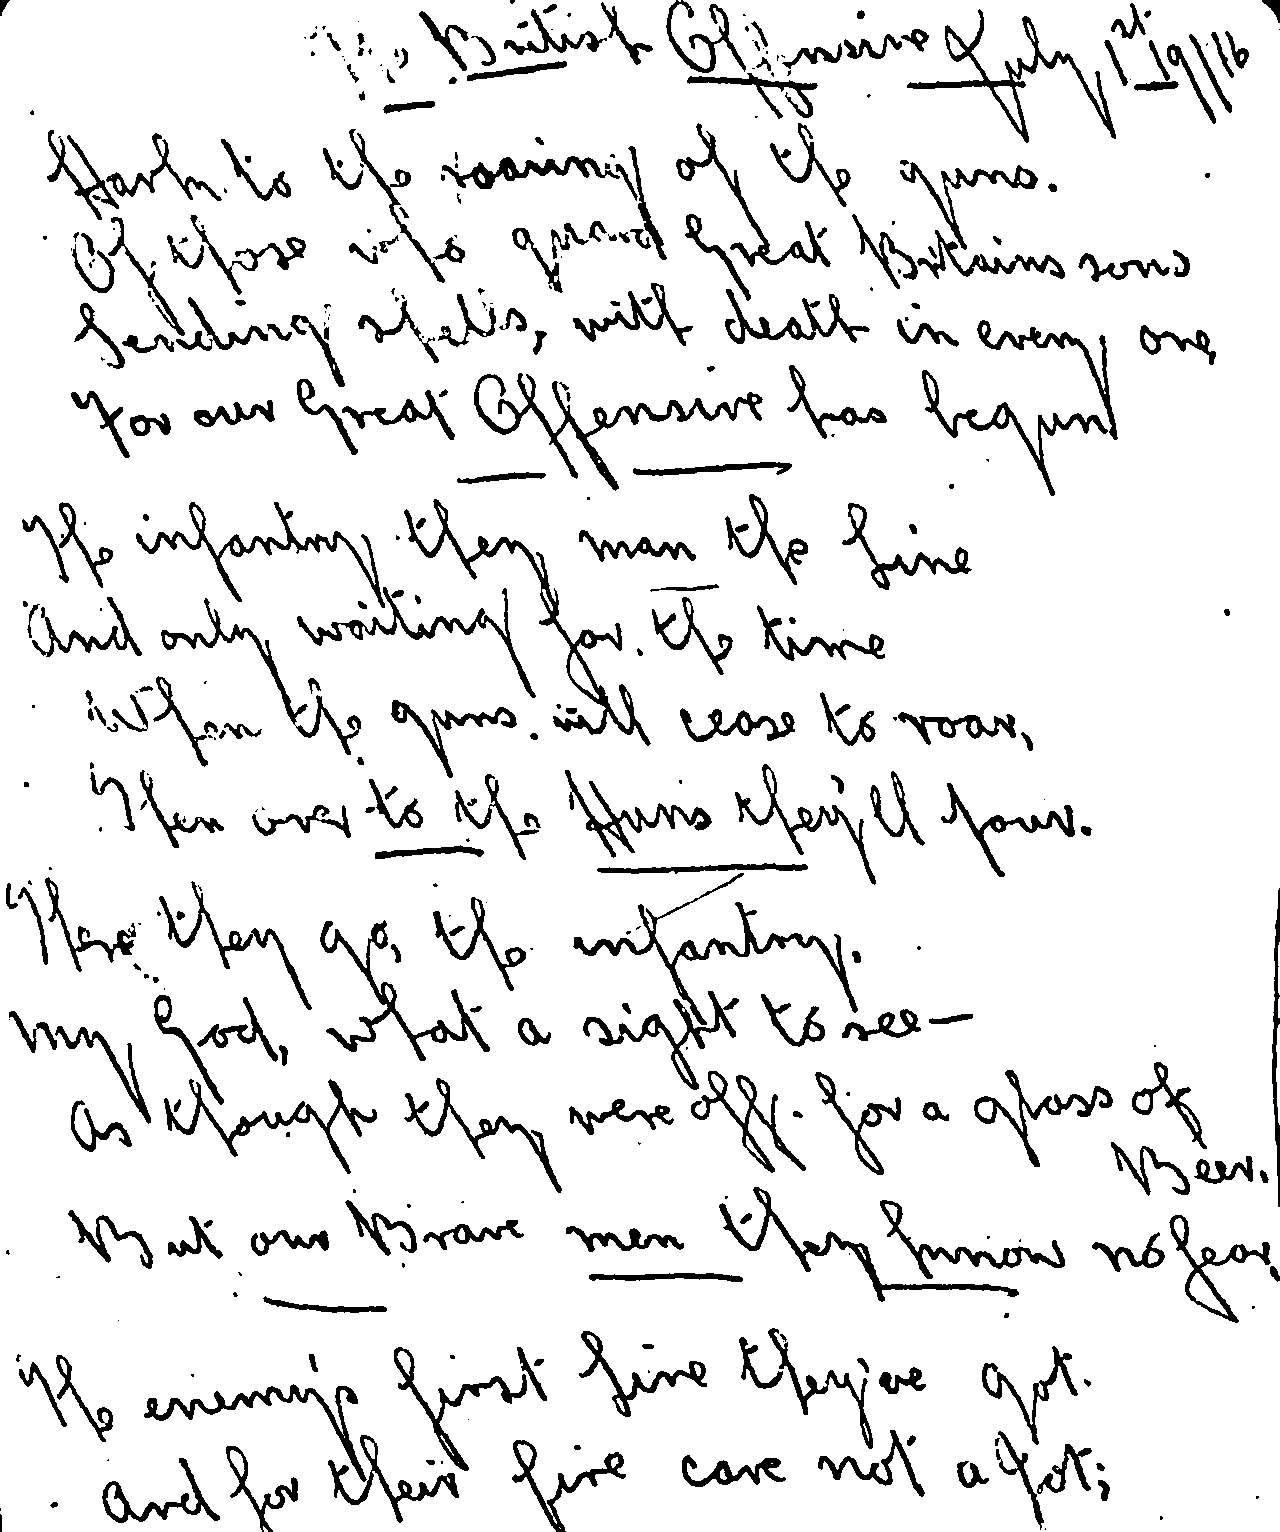 The British Offensive July 1st 1916
Hark to the roaring of the guns.
Of those who guard Great Britains sons
Sending shells, with death in every one,
For our Great Offensive has begun.
The infantry they man the line
And only waiting for the time
When the guns will cease to roar,
Then over to the Huns they'll pour.
There they go, the infantry.
My God, what a sight to see—
As though they were off. for a glass of
Beer.
But our Brave men they know no fear.
The enemy's first line they've got.
And for their fire care not a jot;